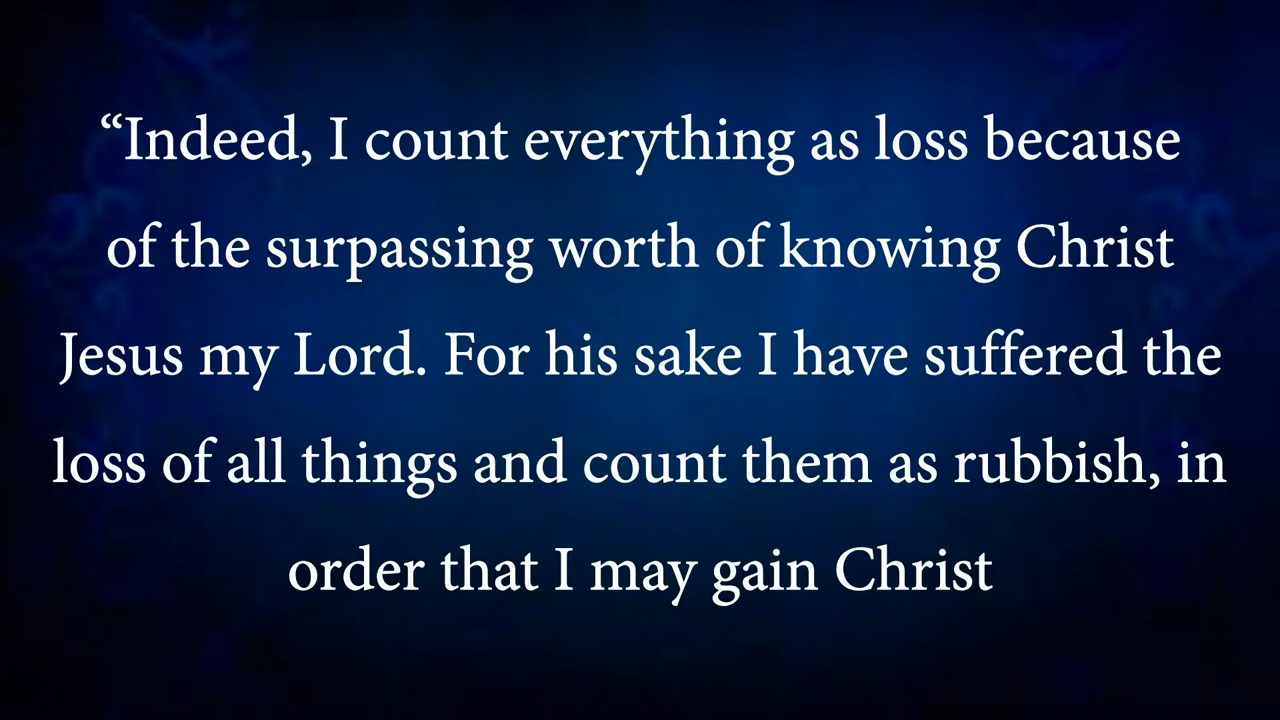 “Indeed, I count everything as loss because
of the surpassing worth of knowing Christ
Jesus my Lord. For his sake I have suffered the
loss of all things and count them as rubbish, in
order that I may gain Christ